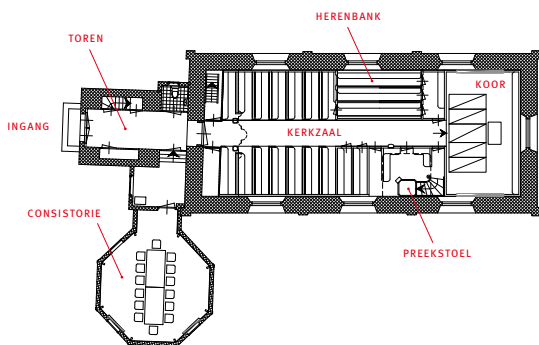 HERENBANK
TOREN
KOOR
INGANG
KERKZAAL
CONSISTORIE
PREEKSTOEL